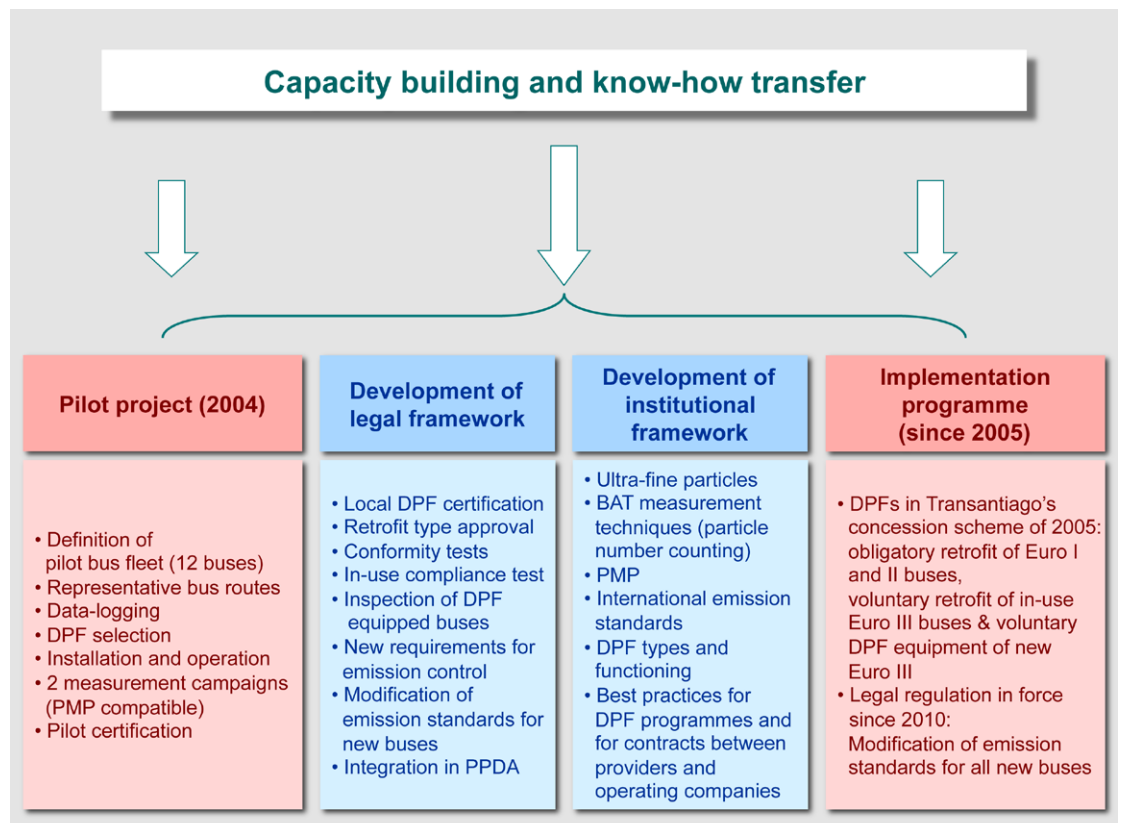 Capacity building and know-how transfer
Pilot project (2004)
• Definition of
pilot bus fleet (12 buses)
• Representative bus routes
• Data-logging
• DPF selection
• Installation and operation
• 2 measurement campaigns
(PMP compatible)
• Pilot certification
Development of
legal framework
• Local DPF certification
• Retrofit type approval
• Conformity tests
• In-use compliance test
• Inspection of DPF
equipped buses
• New requirements for
emission control
• Modification of
emission standards for
new buses
• Integration in PPDA
Development of
institutional
framework
• Ultra-fine particles
• BAT measurement
techniques (particle
number counting)
• PMP
• International emission
standards
• DPF types and
functioning
• Best practices for
DPF programmes and
for contracts between
providers and
operating companies
Implementation
programme
(since 2005)
• DPFs in Transantiago's
concession scheme of 2005:
obligatory retrofit of Euro I
and II buses,
voluntary retrofit of in-use
Euro III buses & voluntary
DPF equipment of new
Euro III
• Legal regulation in force
since 2010:
Modification of emission
standards for all new buses